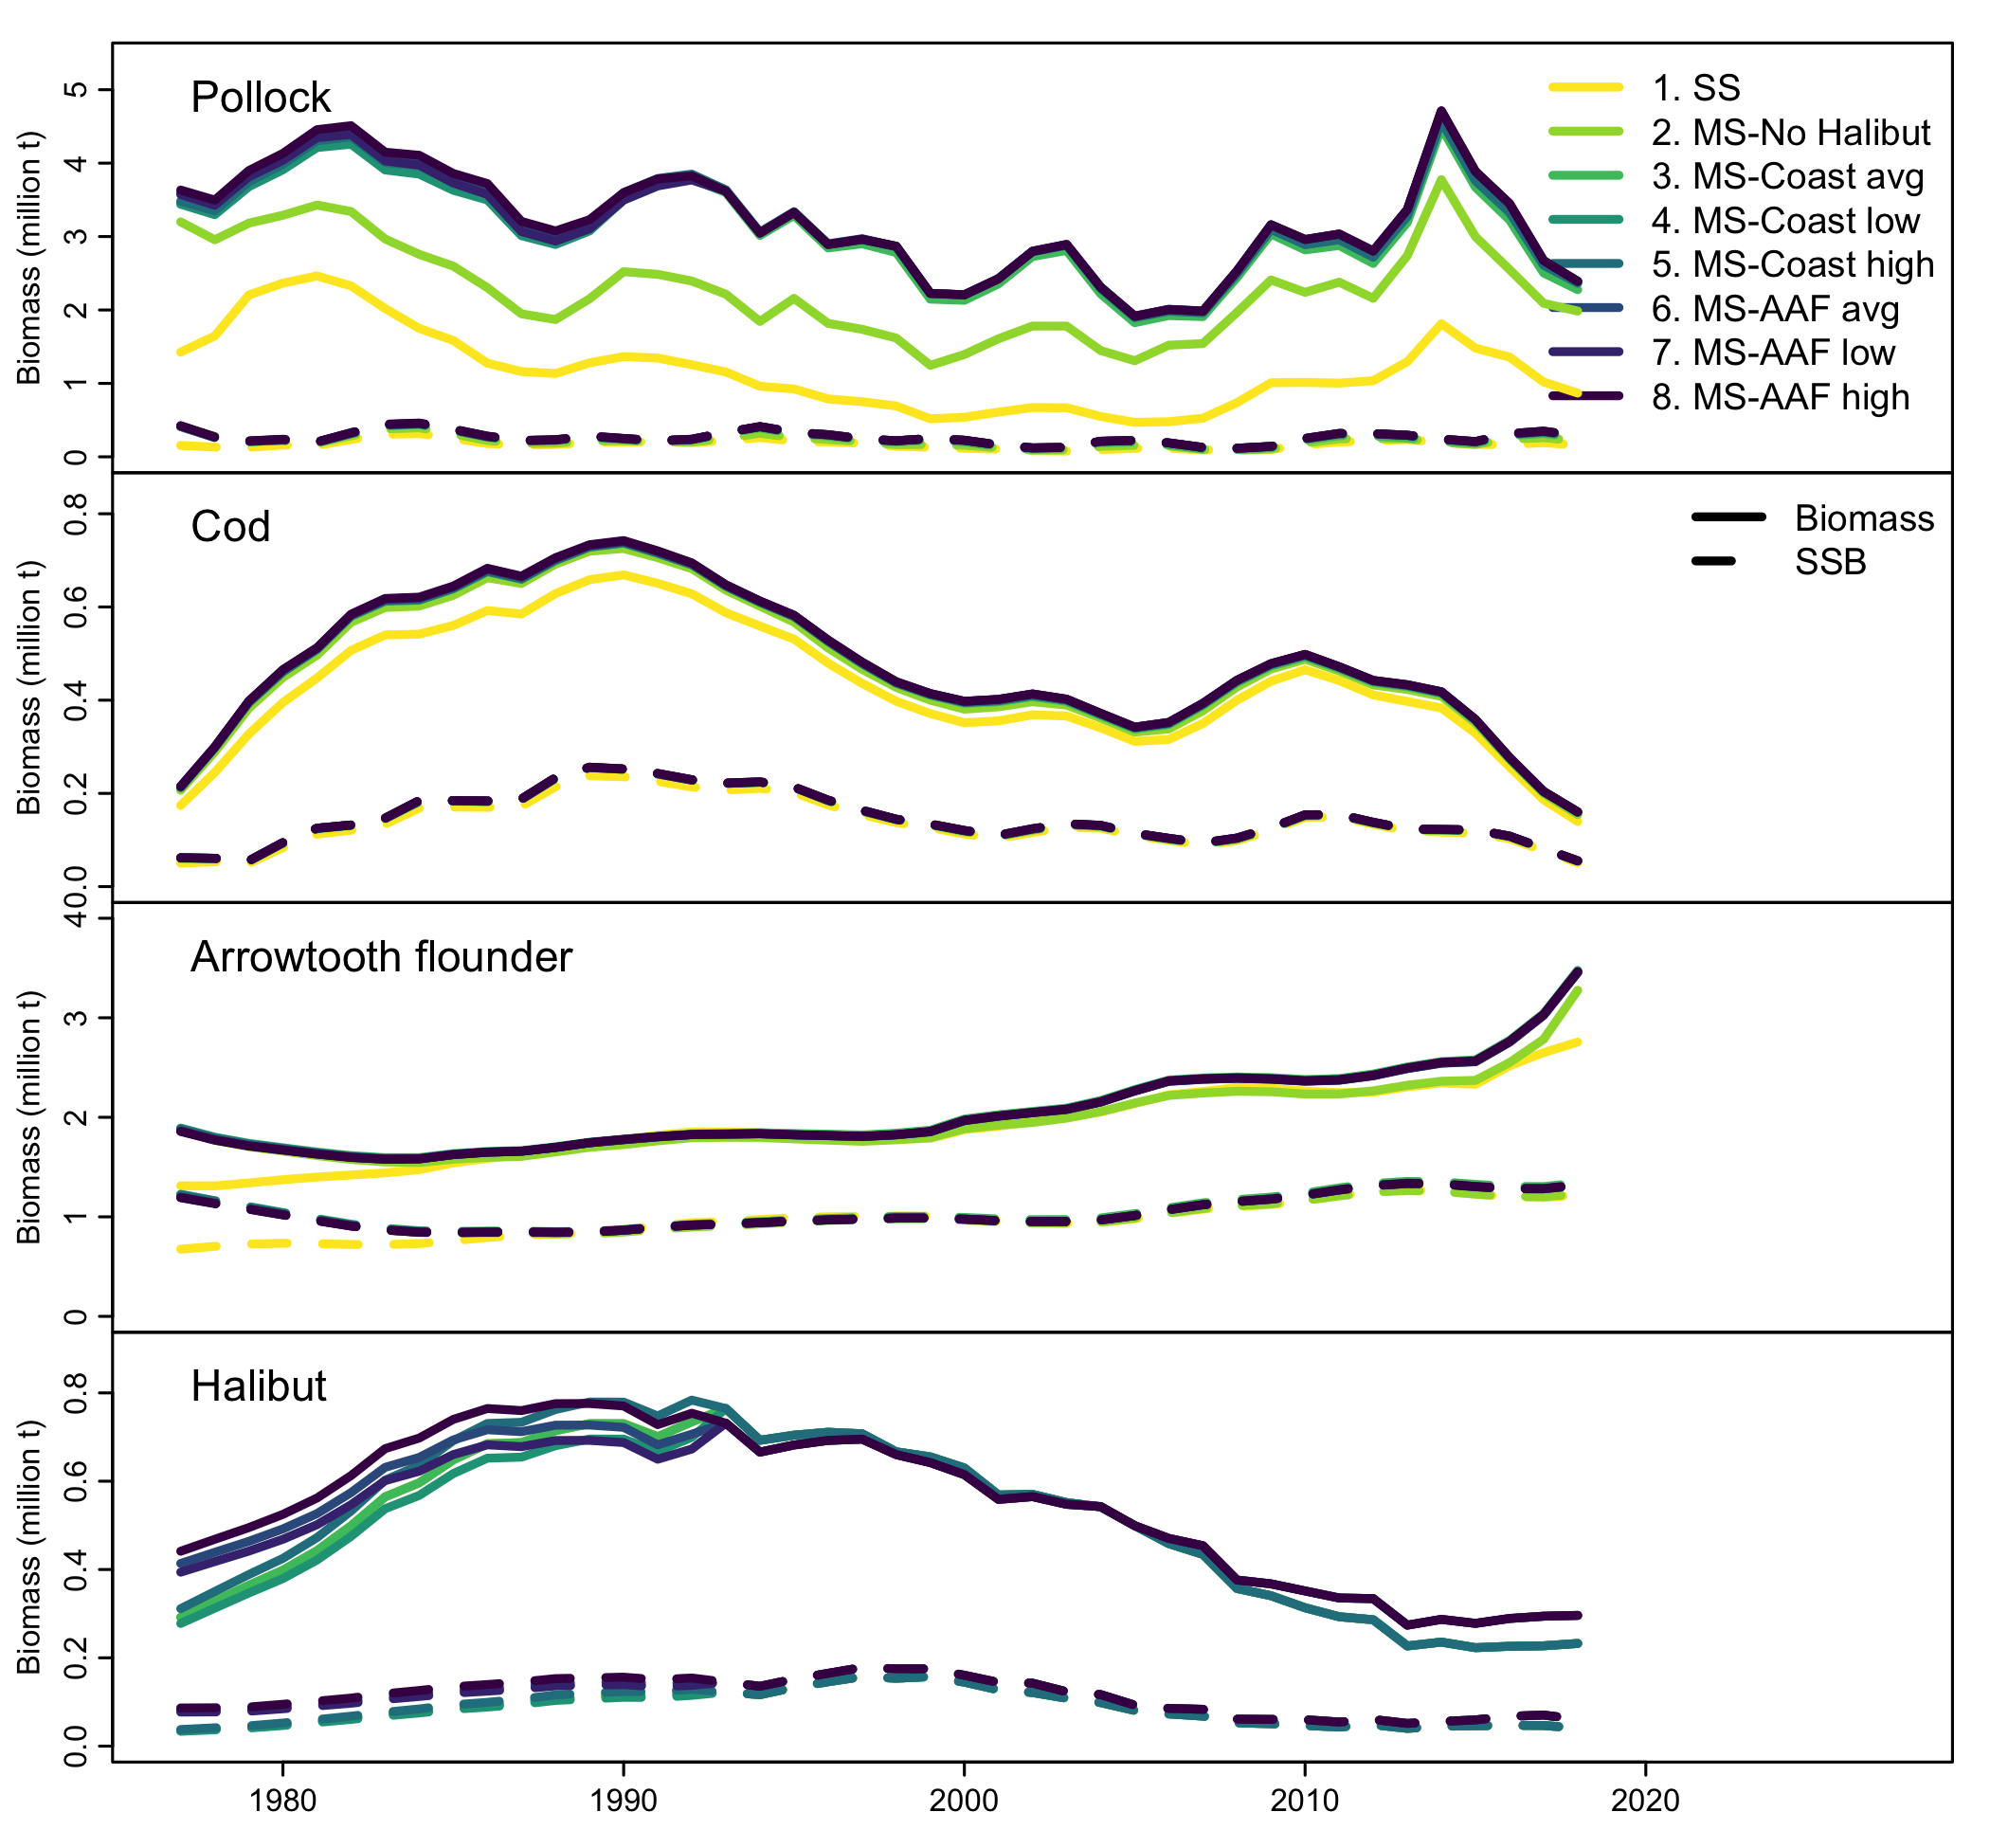 Pollock
Biomass (million t)
5
4
3
2
1
0
1. SS
2. MS-No Halibut
3. MS-Coast avg
4. MS-Coast low
5. MS-Coast high
6. MS-AAF avg
7. MS-AAF low
8. MS-AAF high
Cod
Biomass (million t)
0.8
0.6
0.4
0.2
0.0
Biomass
SSB
Arrowtooth flounder
Biomass (million t)
4
3
2
1
0
Halibut
Biomass (million t)
0.8
0.6
0.4
0.2
0.0
1980 1990 2000 2010 2020